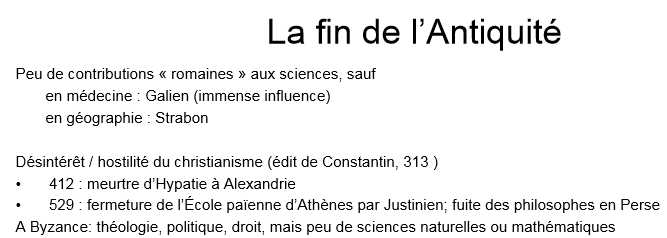 La fin de l’Antiquité
Peu de contributions « romaines » aux sciences, sauf
en médecine : Galien (immense influence)
en géographie : Strabon
Désintérêt / hostilité du christianisme (édit de Constantin, 313 )
• 412 : meurtre d’Hypatie à Alexandrie
• 529 : fermeture de l’École païenne d’Athènes par Justinien; fuite des philosophes en Perse
A Byzance: théologie, politique, droit, mais peu de sciences naturelles ou mathématiques